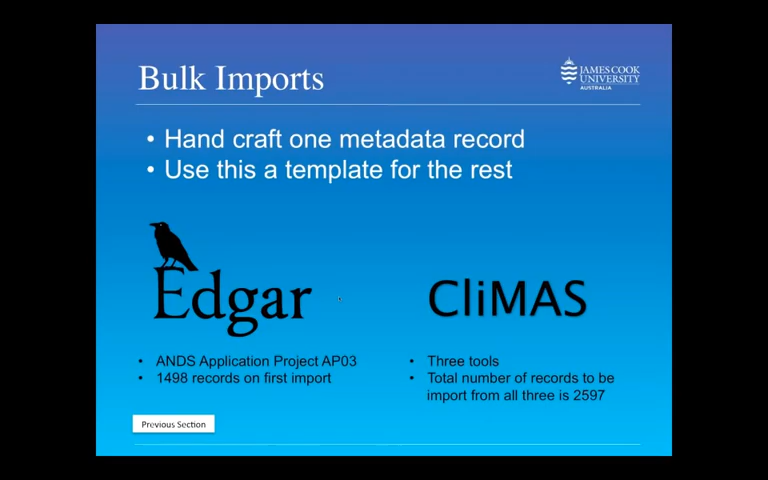 Bulk Imports
JAMES COOK
UNIVERSITY
AUSTRALIA
• Hand craft one metadata record
• Use this a template for the rest
Edgar
CliMAS
• ANDS Application Project AP03
• 1498 records on first import
• Three tools
• Total number of records to be
import from all three is 2597
Previous Section